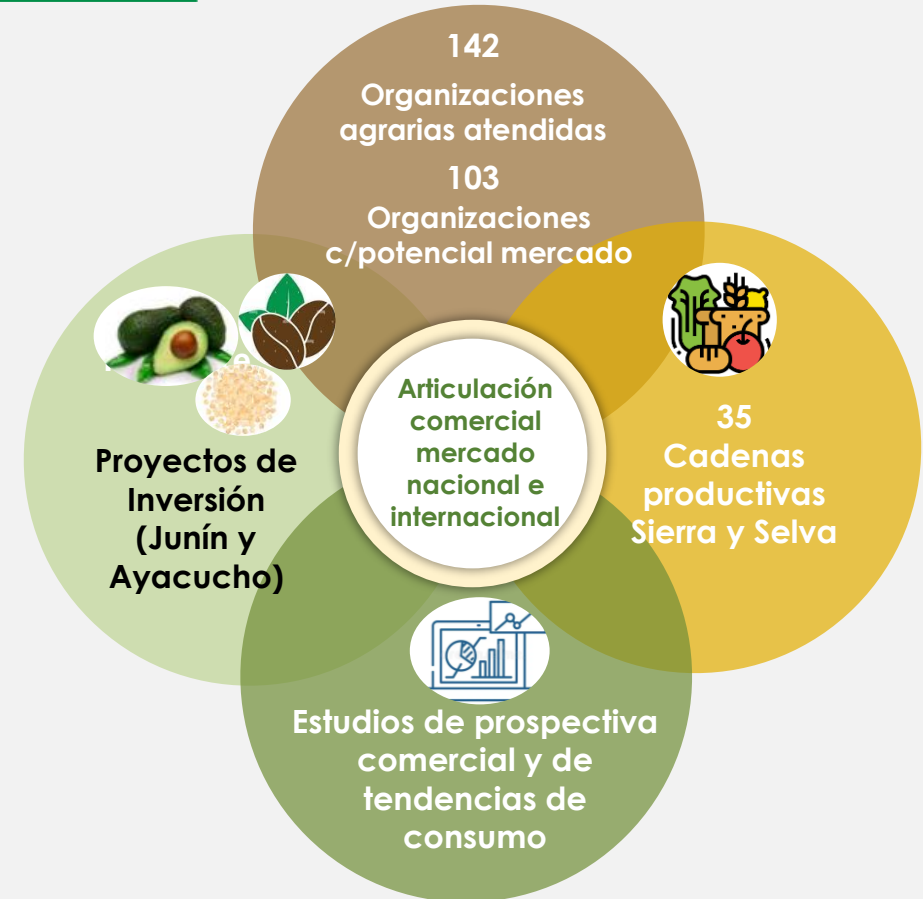 142
Organizaciones
agrarias atendidas
103
Organizaciones
c/potencial mercado
Articulación
comercial
mercado
nacional e
internacional
35
Cadenas
productivas
Sierra y Selva
Proyectos de
Inversión
(Junín y
Ayacucho)
Estudios de prospectiva
comercial y de
tendencias de
consumo